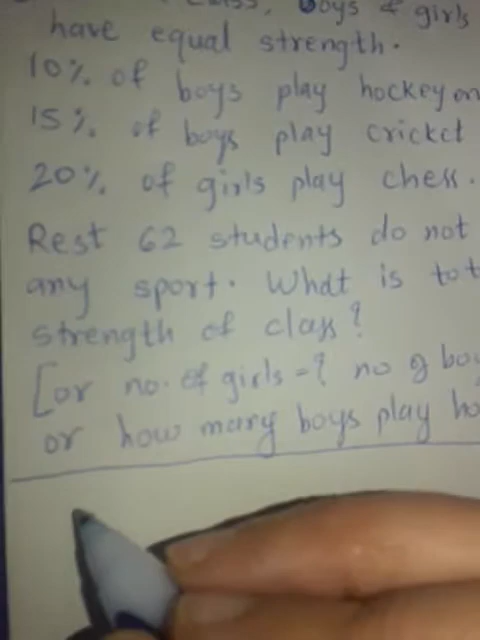 Boys & girls
have equal strength.
10% of boys play hockey
15% of boys play cricket
20% of girls play chess.
Rest 62 students do not
any sport. What is
strength of class?
[or no. of girls = ? no of
or how many boys play